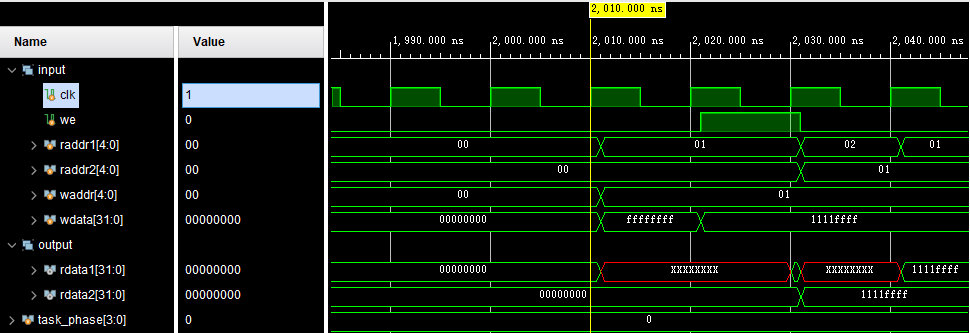 2,010.000 ns
Name Value
1,990.000 ns 2,000.000 ns 2,010.000 ns 2,020.000 ns 2,030.000 ns 2,040.000 ns
input
clk 1
we 0
raddr1[4:0] 00 00 01 02 01
raddr2[4:0] 00 00 01
waddr[4:0] 00 00 01
wdata[31:0] 00000000 00000000 ffffffff 1111ffff
output
rdata1[31:0] 00000000 00000000 XXXXXXXX XXXXXXXX 1111ffff
rdata2[31:0] 00000000 00000000 1111ffff
task_phase[3:0] 0 0